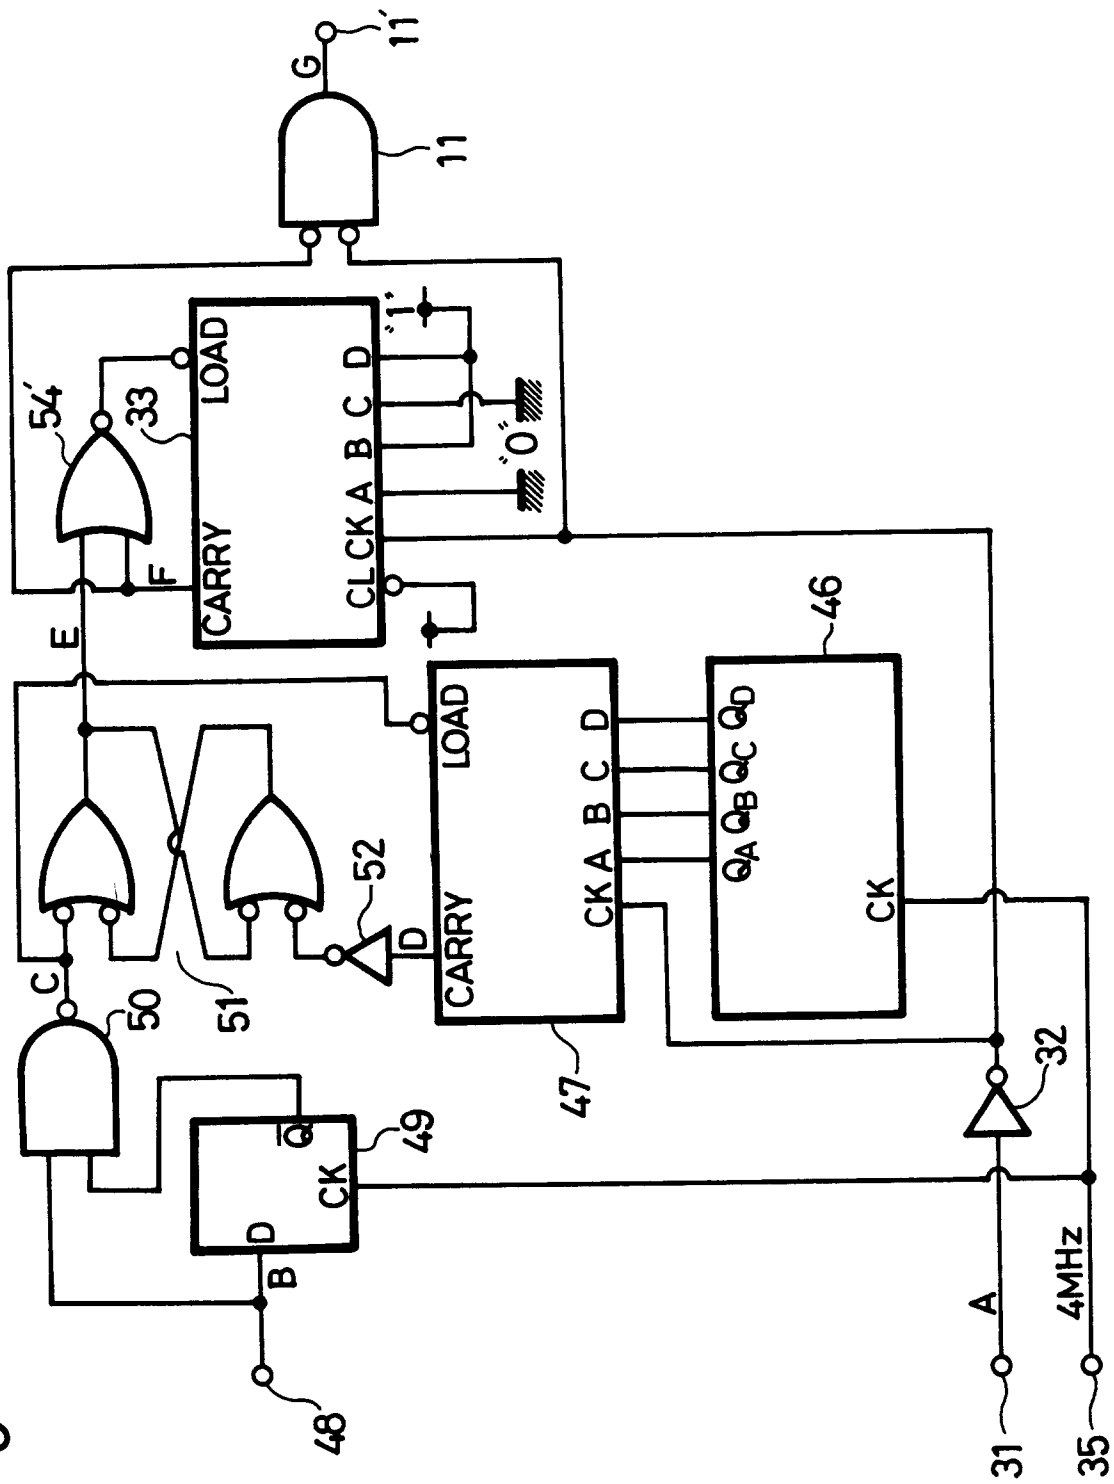 C
54'
E
50
33
F
CARRY
LOAD
51
D
B
Q̅
G
CK
48
CL CK A B C D
52
"1"
11'
D
49
11
CARRY
LOAD
"0"
47
CK A B C D
QA QB QC QD
46
CK
A
31
32
4MHz
35